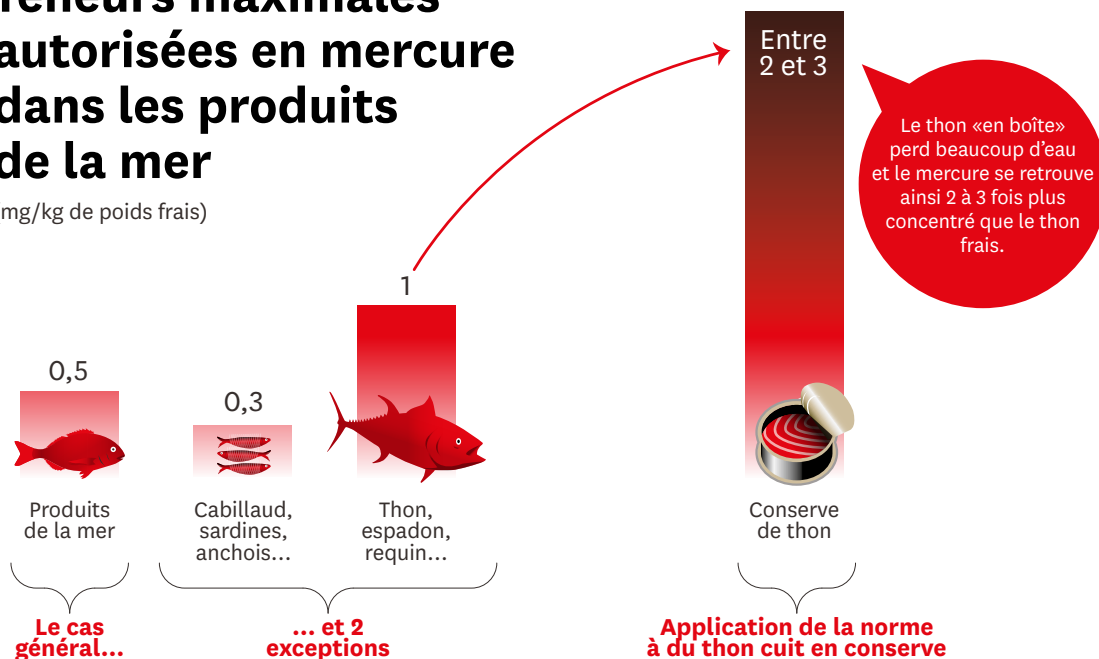 Teneurs maximales
autorisées en mercure
dans les produits
de la mer
(mg/kg de poids frais)
Entre
2 et 3
Le thon «en boîte»
perd beaucoup d’eau
et le mercure se retrouve
ainsi 2 à 3 fois plus
concentré que le thon
frais.
1
0,5
0,3
Produits
de la mer
Cabillaud,
sardines,
anchois...
Thon,
espadon,
requin...
Conserve
de thon
Le cas
général...
... et 2
exceptions
Application de la norme
à du thon cuit en conserve